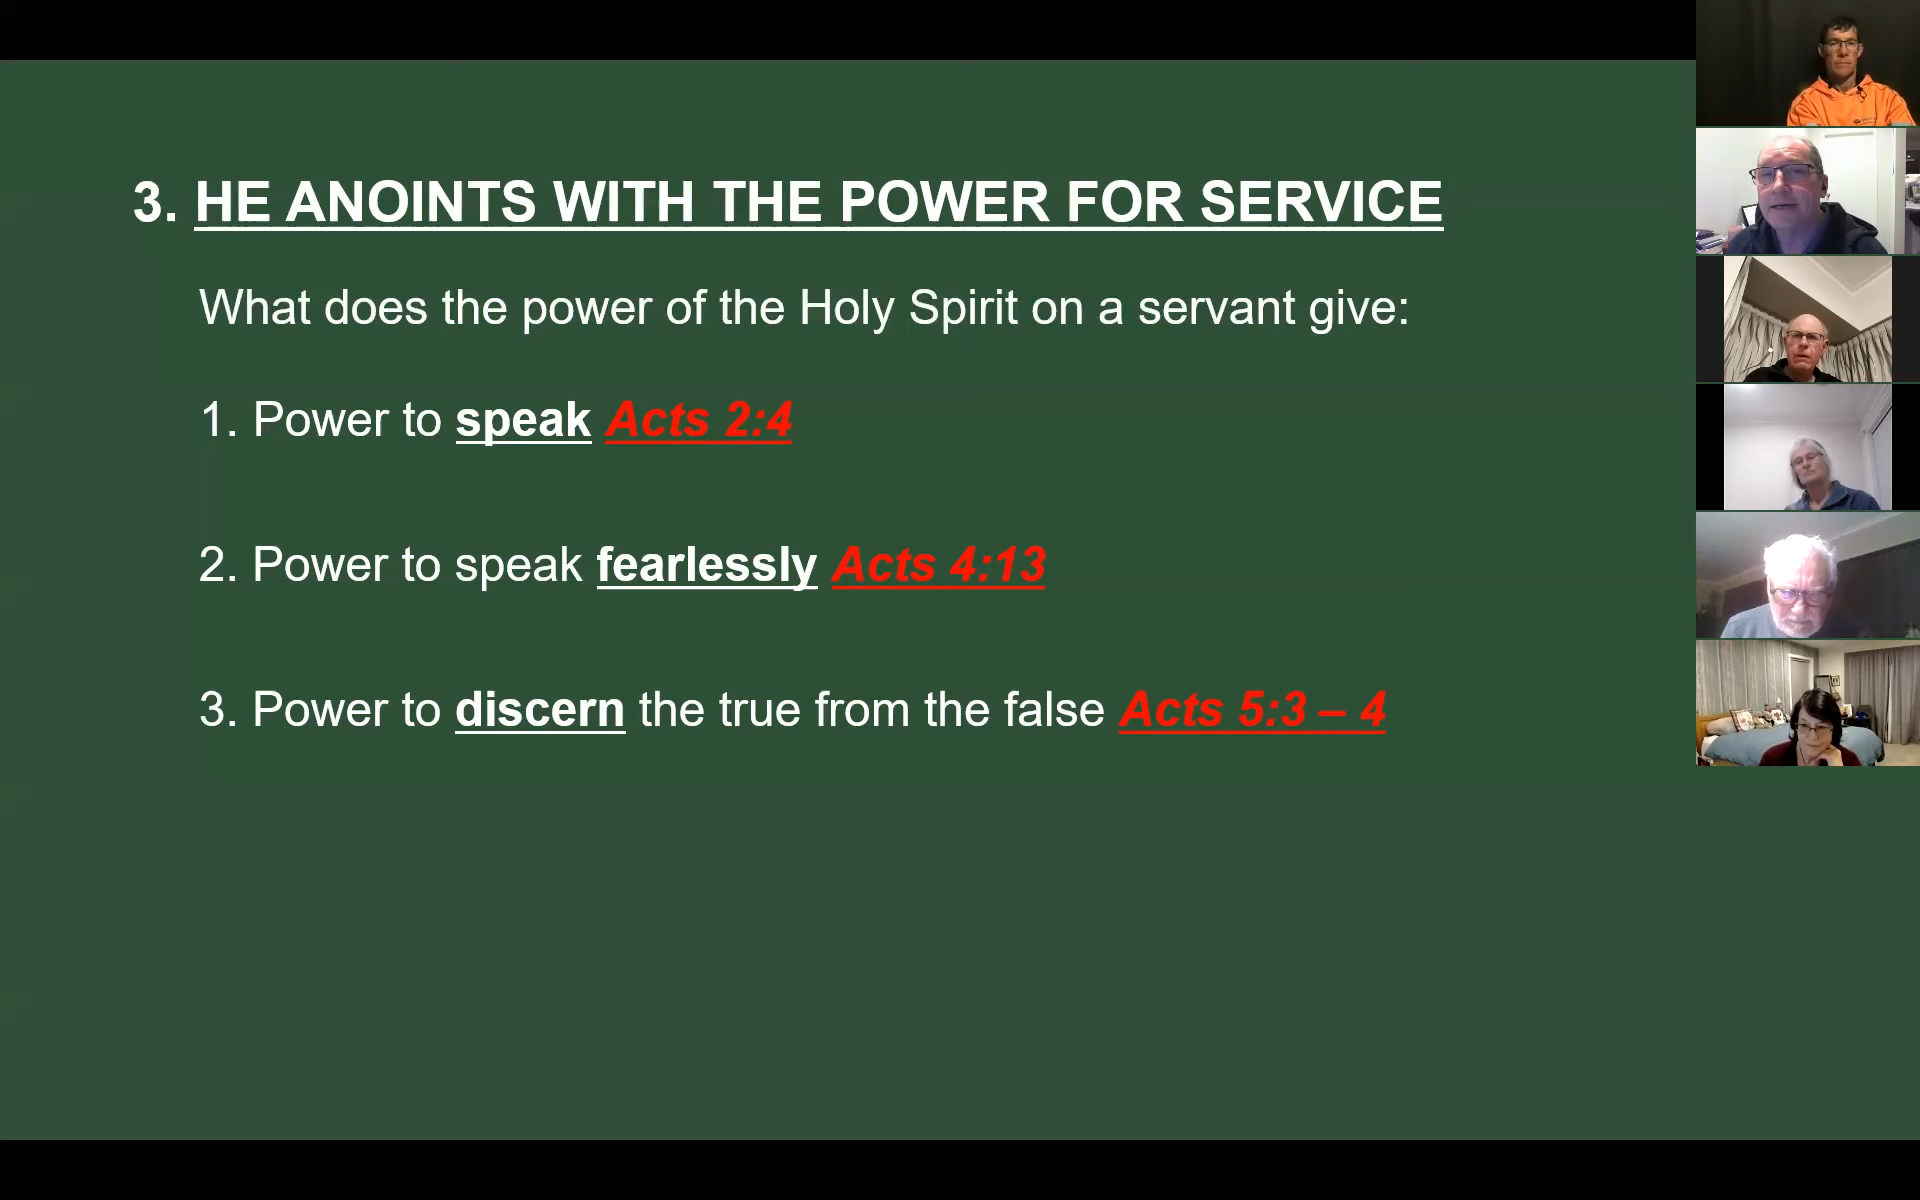 3. HE ANOINTS WITH THE POWER FOR SERVICE
What does the power of the Holy Spirit on a servant give:
1. Power to speak Acts 2:4
2. Power to speak fearlessly Acts 4:13
3. Power to discern the true from the false Acts 5:3 – 4